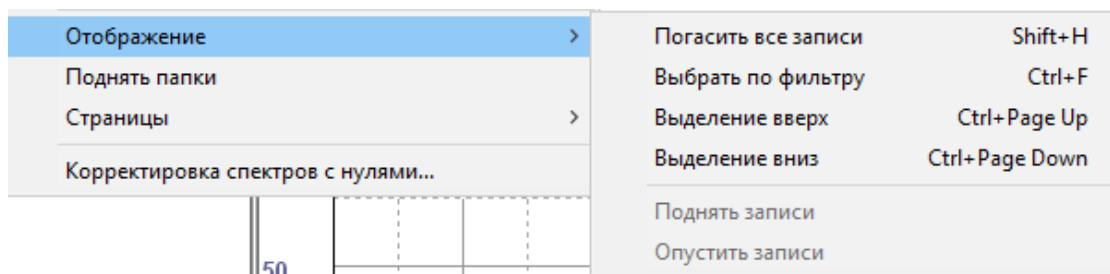 Отображение >
Поднять папки
Страницы >
Корректировка спектров с нулями...
50
Погасить все записи Shift+H
Выбрать по фильтру Ctrl+F
Выделение вверх Ctrl+Page Up
Выделение вниз Ctrl+Page Down
Поднять записи
Опустить записи